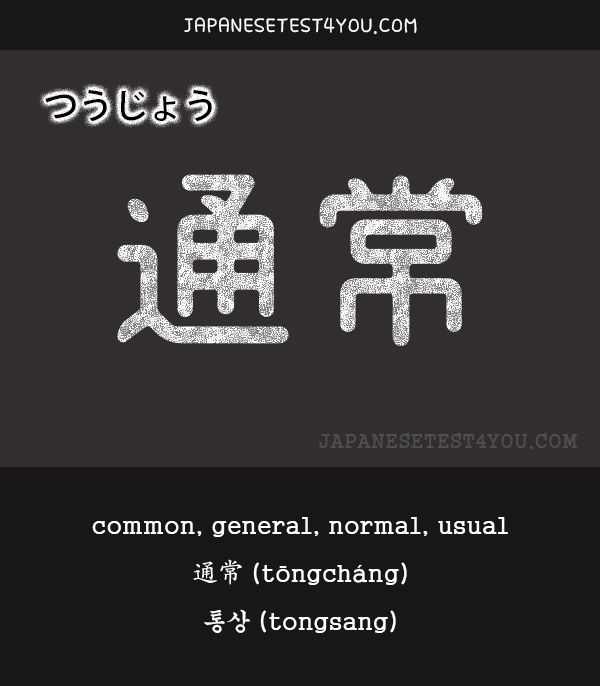 JAPANESETEST4YOU.COM
つうじょう
通常
JAPANESETEST4YOU.COM
common, general, normal, usual
通常 (tōngcháng)
통상 (tongsang)